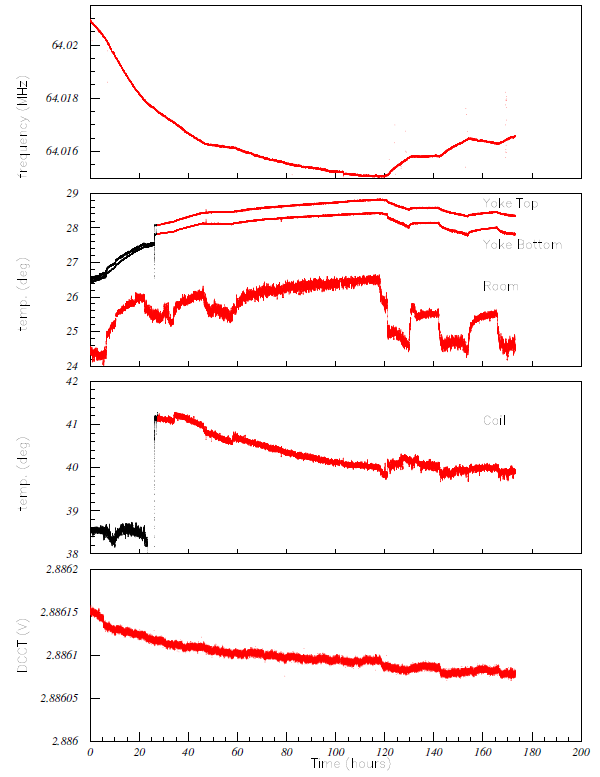 frequency (MHz)
64.02
64.018
64.016
temp. (deg)
29
28
27
26
25
24
Yoke Top
Yoke Bottom
Room
temp. (deg)
42
41
40
39
38
Coil
DCCT (V)
2.8862
2.88615
2.8861
2.88605
2.886
0 20 40 60 80 100 120 140 160 180 200
Time (hours)